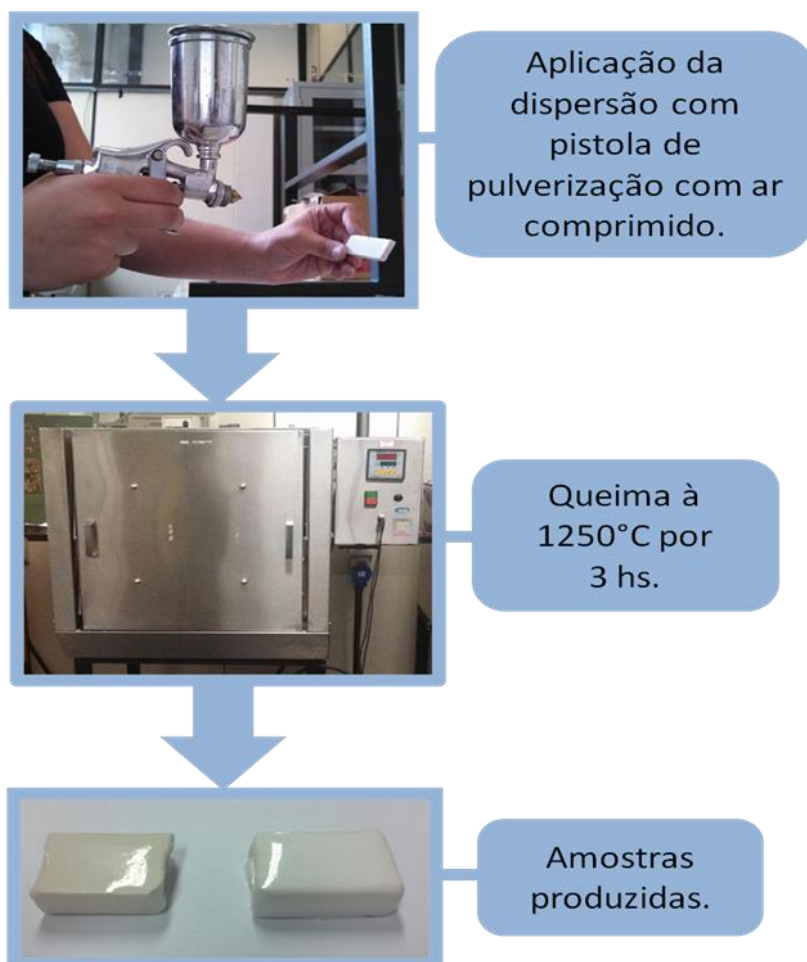 Aplicação da
dispersão com
pistola de
pulverização com ar
comprimido.
Queima à
1250°C por
3 hs.
Amostras
produzidas.